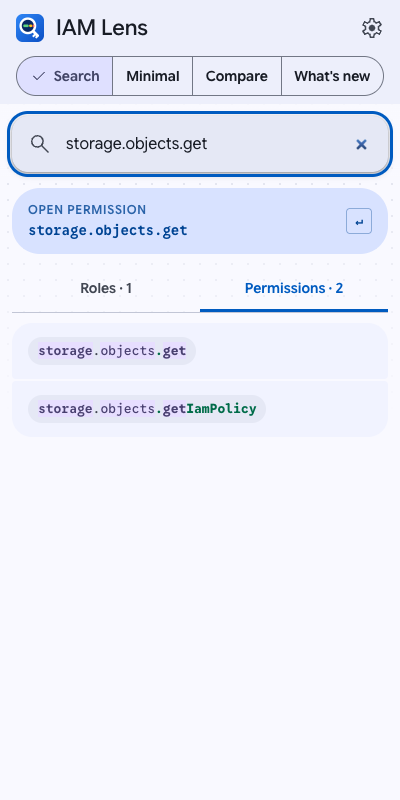 IAM Lens
Search
Minimal
Compare
What's new
storage.objects.get
OPEN PERMISSION
storage.objects.get
Roles · 1
Permissions · 2
storage.objects.get
storage.objects.getIamPolicy